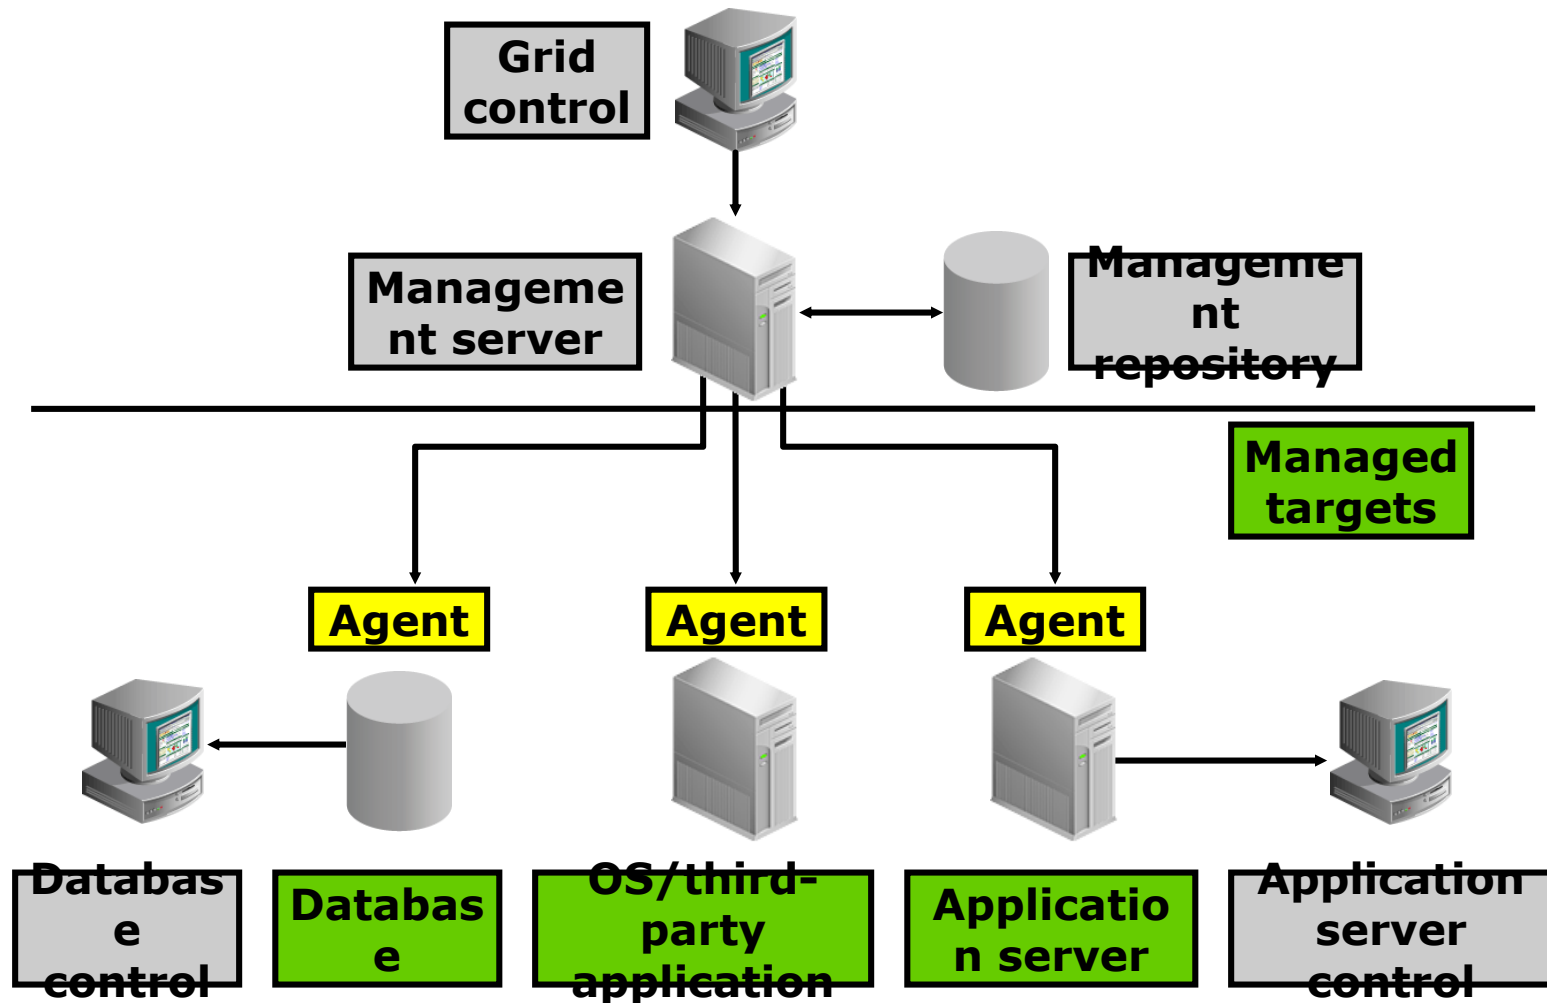 Grid
control
Manageme
nt server
Manageme
nt
repository
Managed
targets
Agent
Agent
Agent
Databas
e
control
Databas
e
OS/third-
party
application
Applicatio
n server
Application
server
control